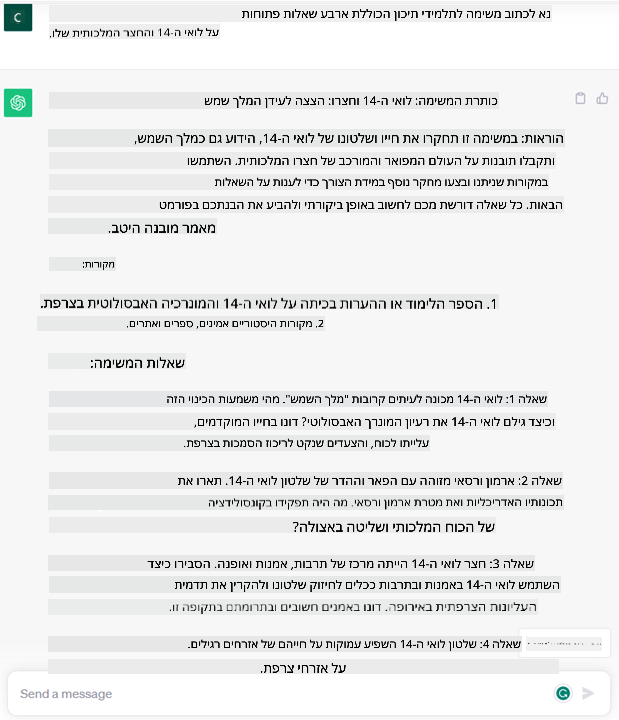 C
נא לכתוב משימה לתלמידי תיכון הכוללת ארבע שאלות פתוחות
על לואי ה-14 והחצר המלכותית שלו.
כותרת המשימה: לואי ה-14 וחצרו: הצצה לעידן המלך שמש
הוראות: במשימה זו תחקרו את חייו ושלטונו של לואי ה-14, הידוע גם כמלך השמש,
ותקבלו תובנות על העולם המפואר והמורכב של חצרו המלכותית. השתמשו
במקורות שניתנו ובצעו מחקר נוסף במידת הצורך כדי לענות על השאלות
הבאות. כל שאלה דורשת מכם לחשוב באופן ביקורתי ולהביע את הבנתכם בפורמט
מאמר מובנה היטב.
מקורות:
1. הספר הלימוד או ההערות בכיתה על לואי ה-14 והמונרכיה האבסולוטית בצרפת.
2. מקורות היסטוריים אמינים, ספרים ואתרים.
שאלות המשימה:
שאלה 1: לואי ה-14 מכונה לעיתים קרובות "מלך השמש". מהי משמעות הכינוי הזה
וכיצד גילם לואי ה-14 את רעיון המונרך האבסולוטי? דונו בחייו המוקדמים,
עלייתו לכוח, והצעדים שנקט לריכוז הסמכות בצרפת.
שאלה 2: ארמון ורסאי מזוהה עם הפאר וההדר של שלטון לואי ה-14. תארו את
תכונותיו האדריכליות ואת מטרת ארמון ורסאי. מה היה תפקידו בקונסולידציה
של הכוח המלכותי ושליטה באצולה?
שאלה 3: חצר לואי ה-14 הייתה מרכז של תרבות, אמנות ואופנה. הסבירו כיצד
השתמש לואי ה-14 באמנות ובתרבות ככלים לחיזוק שלטונו ולהקרין את תדמית
העליונות הצרפתית באירופה. דונו באמנים חשובים ובתרומתם בתקופה זו.
שאלה 4: שלטון לואי ה-14 השפיע עמוקות על חייהם של אזרחים רגילים.
על אזרחי צרפת.
Send a message